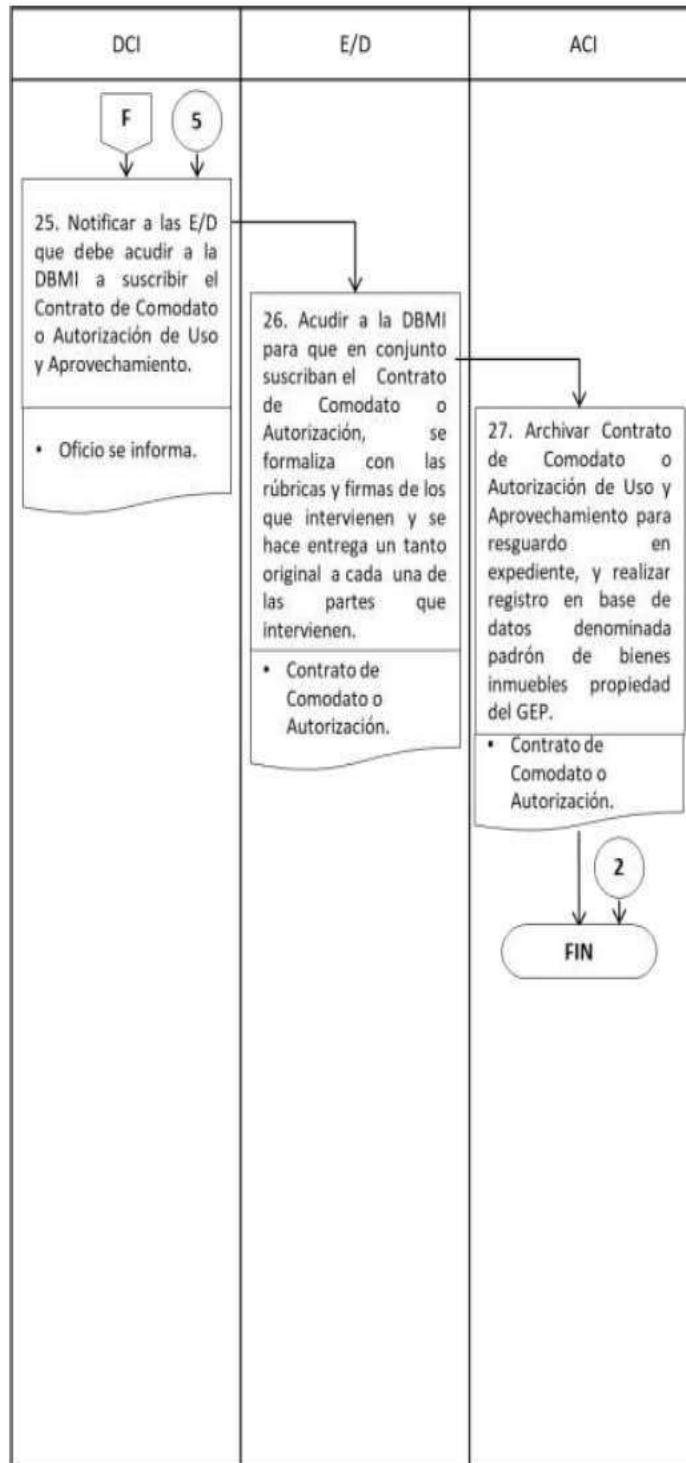 DCI
E/D
ACI
F
5
25. Notificar a las E/D
que debe acudir a la
DBMI a suscribir el
Contrato de Comodato
o Autorización de Uso
y Aprovechamiento.
• Oficio se informa.
26. Acudir a la DBMI
para que en conjunto
suscriban el Contrato
de Comodato o
Autorización, se
formaliza con las
rúbricas y firmas de los
que intervienen y se
hace entrega un tanto
original a cada una de
las partes que
intervienen.
• Contrato de
Comodato o
Autorización.
27. Archivar Contrato
de Comodato o
Autorización de Uso y
Aprovechamiento para
resguardo en
expediente, y realizar
registro en base de
datos denominada
padrón de bienes
inmuebles propiedad
del GEP.
• Contrato de
Comodato o
Autorización.
2
FIN